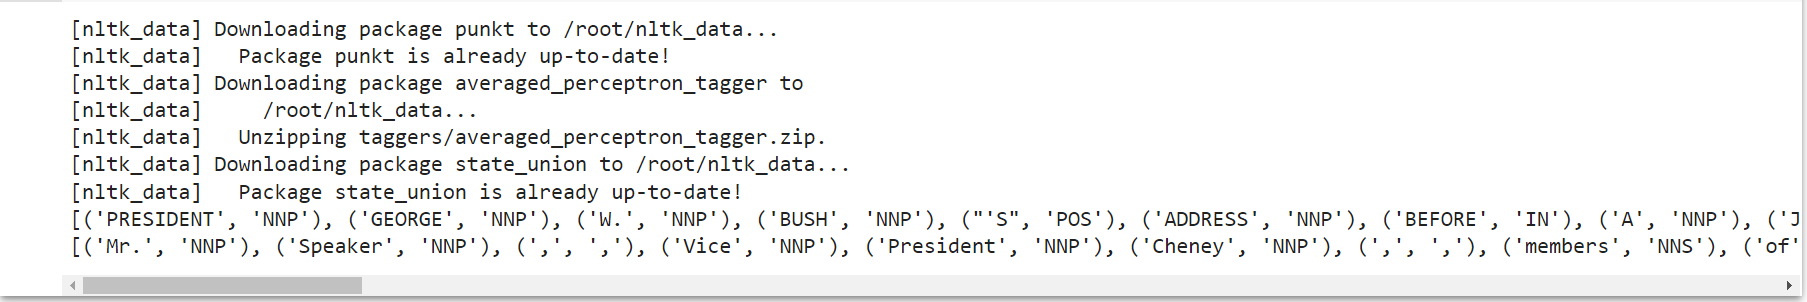 [nltk_data] Downloading package punkt to /root/nltk_data...
[nltk_data]   Package punkt is already up-to-date!
[nltk_data] Downloading package averaged_perceptron_tagger to
[nltk_data]     /root/nltk_data...
[nltk_data]   Unzipping taggers/averaged_perceptron_tagger.zip.
[nltk_data] Downloading package state_union to /root/nltk_data...
[nltk_data]   Package state_union is already up-to-date!
[('PRESIDENT', 'NNP'), ('GEORGE', 'NNP'), ('W.', 'NNP'), ('BUSH', 'NNP'), ("'S", 'POS'), ('ADDRESS', 'NNP'), ('BEFORE', 'IN'), ('A', 'NNP'), ('J
[('Mr.', 'NNP'), ('Speaker', 'NNP'), (',', ','), ('Vice', 'NNP'), ('President', 'NNP'), ('Cheney', 'NNP'), (',', ','), ('members', 'NNS'), ('of'